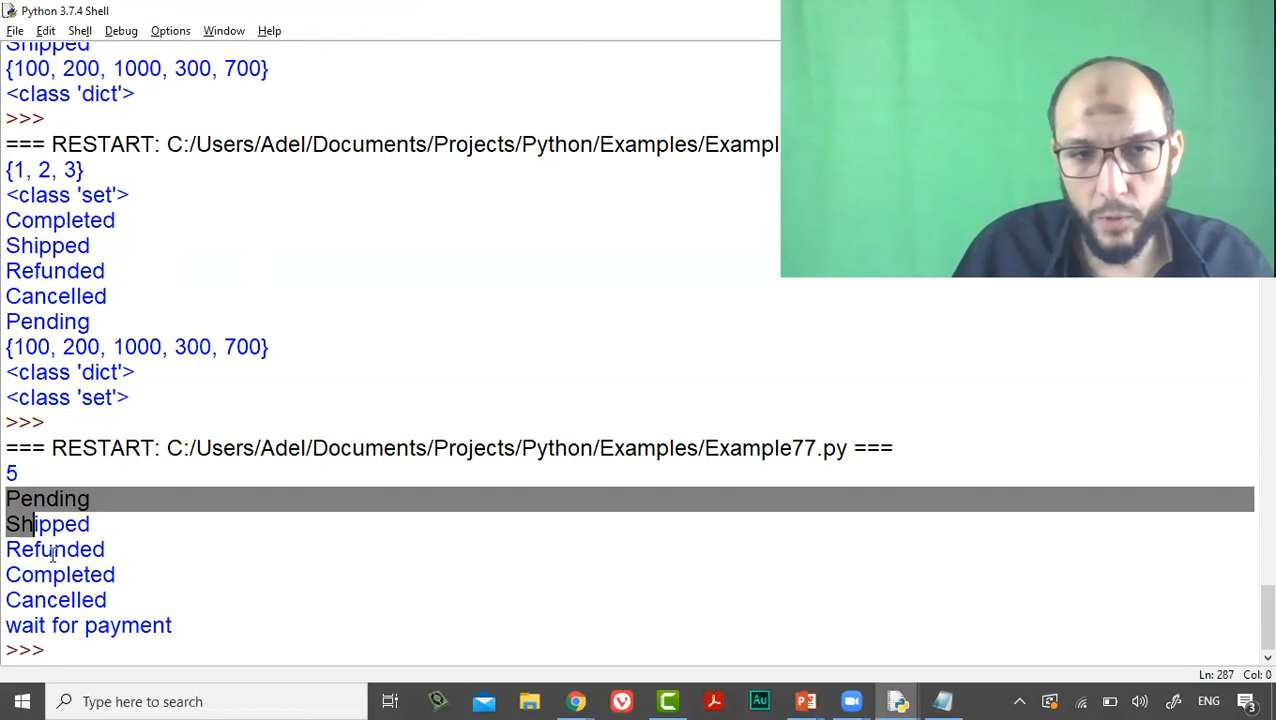 Python 3.7.4 Shell
File Edit Shell Debug Options Window Help
Shipped
{100, 200, 1000, 300, 700}
<class 'dict'>
>>>
=== RESTART: C:/Users/Adel/Documents/Projects/Python/Examples/Exampl
{1, 2, 3}
<class 'set'>
Completed
Shipped
Refunded
Cancelled
Pending
{100, 200, 1000, 300, 700}
<class 'dict'>
<class 'set'>
>>>
=== RESTART: C:/Users/Adel/Documents/Projects/Python/Examples/Example77.py ===
5
Pending
Shipped
Refunded
Completed
Cancelled
wait for payment
>>>
Ln: 287 Col: 0
Type here to search
Au
ENG
3